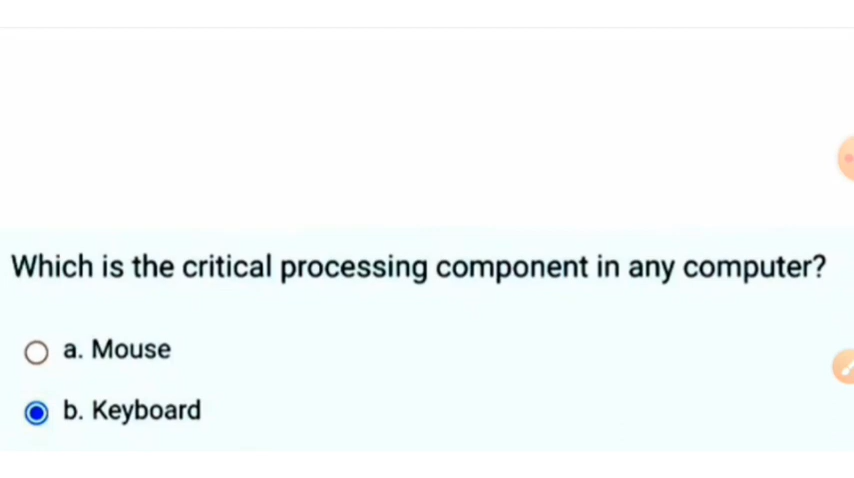 Which is the critical processing component in any computer?
a. Mouse
b. Keyboard